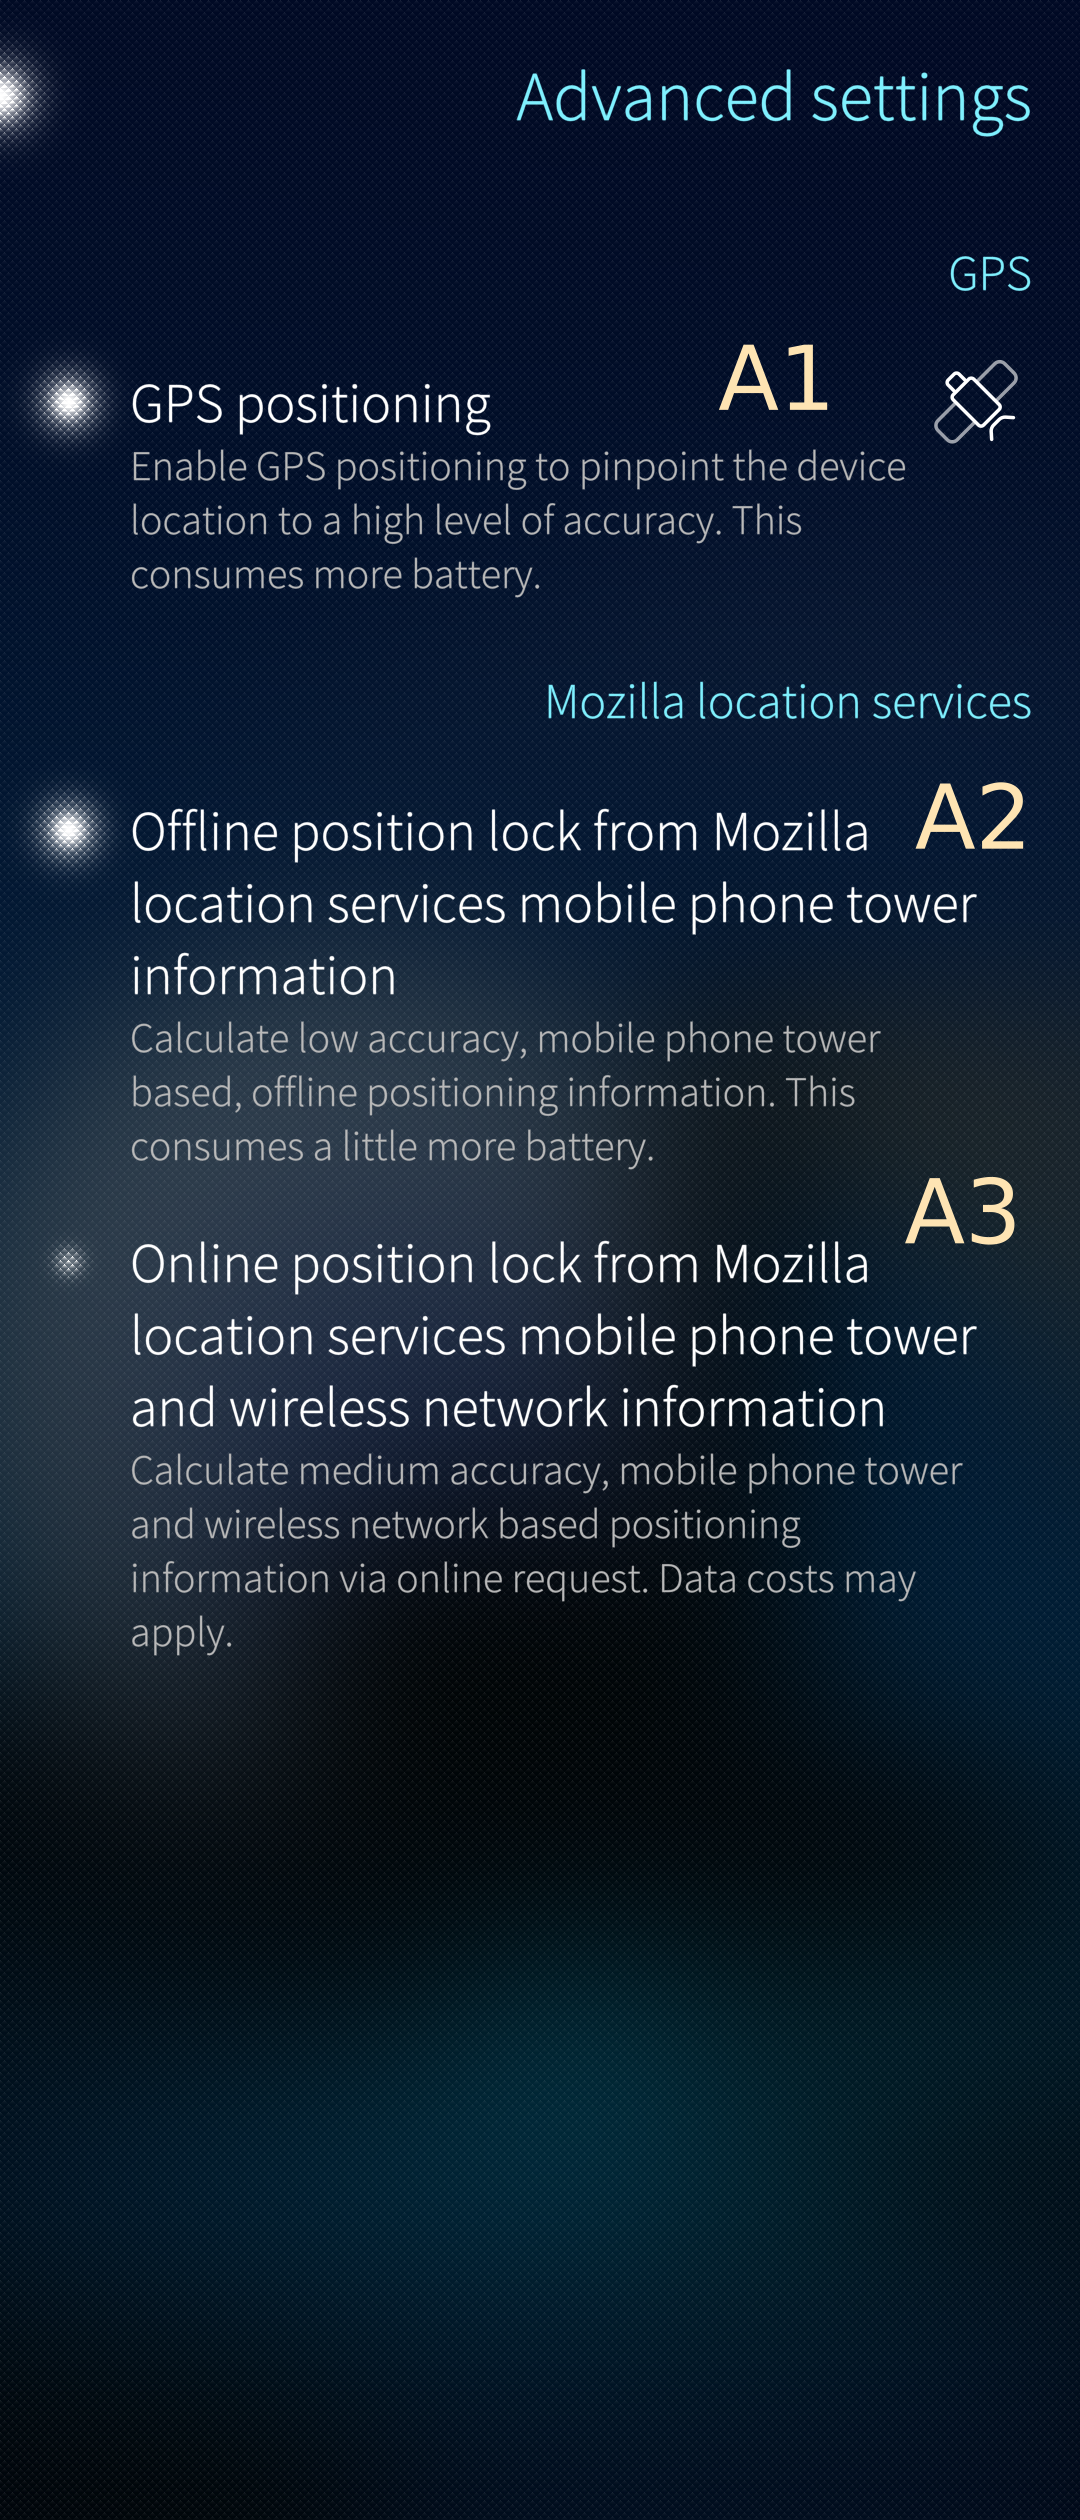 Advanced settings
GPS
A1
GPS positioning
Enable GPS positioning to pinpoint the device
location to a high level of accuracy. This
consumes more battery.
Mozilla location services
Offline position lock from Mozilla A2
location services mobile phone tower
information
Calculate low accuracy, mobile phone tower
based, offline positioning information. This
consumes a little more battery.
A3
Online position lock from Mozilla
location services mobile phone tower
and wireless network information
Calculate medium accuracy, mobile phone tower
and wireless network based positioning
information via online request. Data costs may
apply.